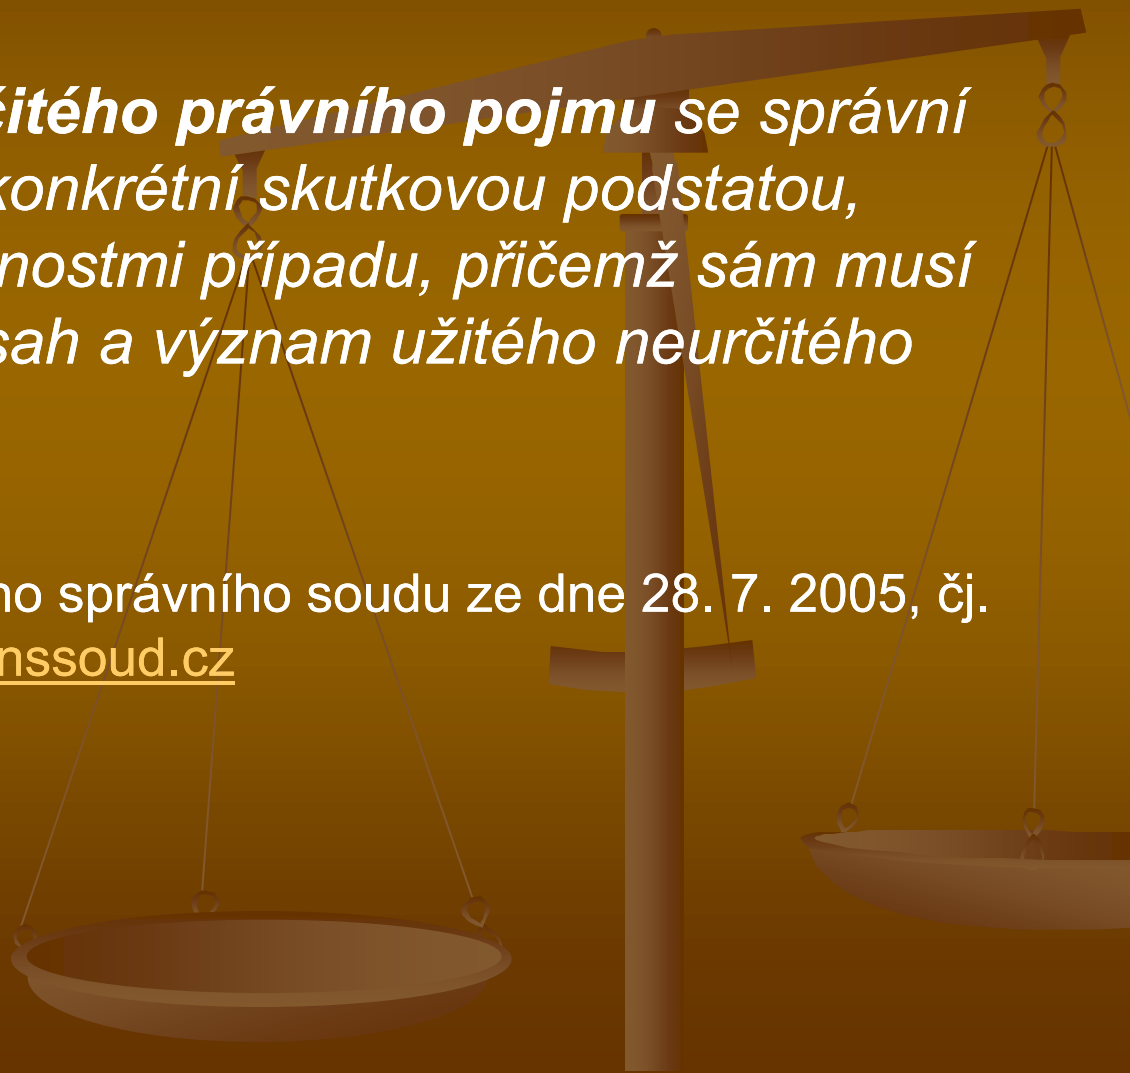 čitého právního pojmu se správní
konkrétní skutkovou podstatou,
nostmi případu, přičemž sám musí
sah a význam užitého neurčitého
ho správního soudu ze dne 28. 7. 2005, čj.
nssoud.cz